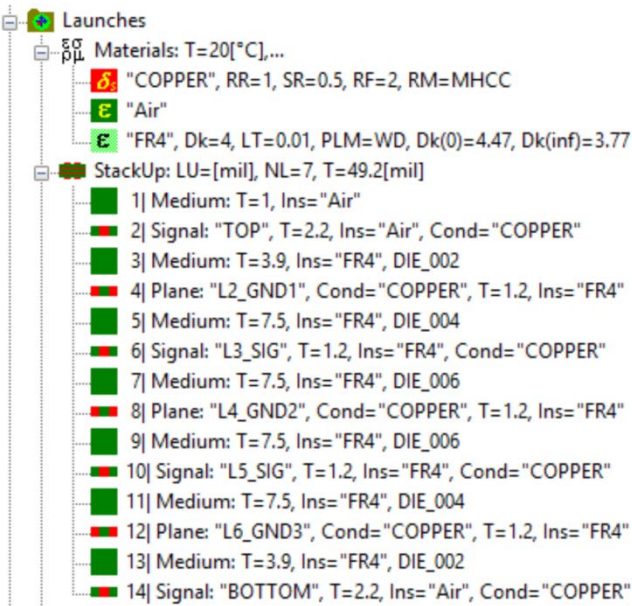 Launches
εσ ρμ Materials: T=20[°C],...
δs "COPPER", RR=1, SR=0.5, RF=2, RM=MHCC
ε "Air"
ε "FR4", Dk=4, LT=0.01, PLM=WD, Dk(0)=4.47, Dk(inf)=3.77
StackUp: LU=[mil], NL=7, T=49.2[mil]
1| Medium: T=1, Ins="Air"
2| Signal: "TOP", T=2.2, Ins="Air", Cond="COPPER"
3| Medium: T=3.9, Ins="FR4", DIE_002
4| Plane: "L2_GND1", Cond="COPPER", T=1.2, Ins="FR4"
5| Medium: T=7.5, Ins="FR4", DIE_004
6| Signal: "L3_SIG", T=1.2, Ins="FR4", Cond="COPPER"
7| Medium: T=7.5, Ins="FR4", DIE_006
8| Plane: "L4_GND2", Cond="COPPER", T=1.2, Ins="FR4"
9| Medium: T=7.5, Ins="FR4", DIE_006
10| Signal: "L5_SIG", T=1.2, Ins="FR4", Cond="COPPER"
11| Medium: T=7.5, Ins="FR4", DIE_004
12| Plane: "L6_GND3", Cond="COPPER", T=1.2, Ins="FR4"
13| Medium: T=3.9, Ins="FR4", DIE_002
14| Signal: "BOTTOM", T=2.2, Ins="Air", Cond="COPPER"